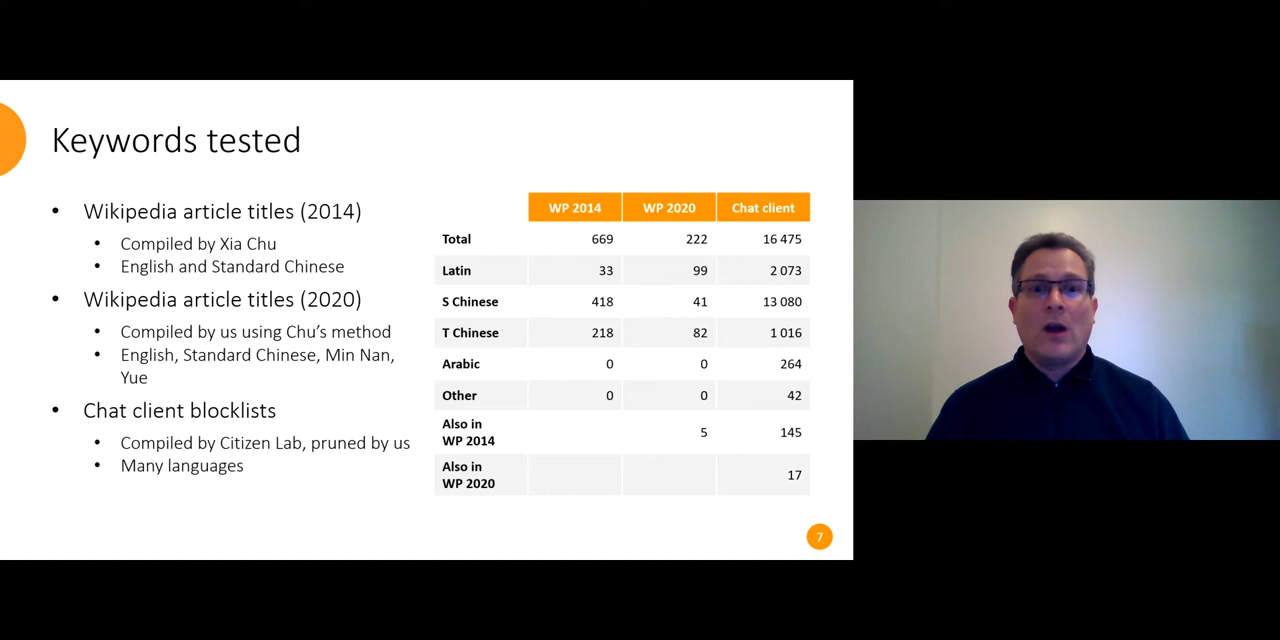 Keywords tested
• Wikipedia article titles (2014)
• Compiled by Xia Chu
• English and Standard Chinese
• Wikipedia article titles (2020)
• Compiled by us using Chu’s method
• English, Standard Chinese, Min Nan,
Yue
• Chat client blocklists
• Compiled by Citizen Lab, pruned by us
• Many languages
WP 2014 WP 2020 Chat client
Total 669 222 16 475
Latin 33 99 2 073
S Chinese 418 41 13 080
T Chinese 218 82 1 016
Arabic 0 0 264
Other 0 0 42
Also in
WP 2014 5 145
Also in
WP 2020 17
7